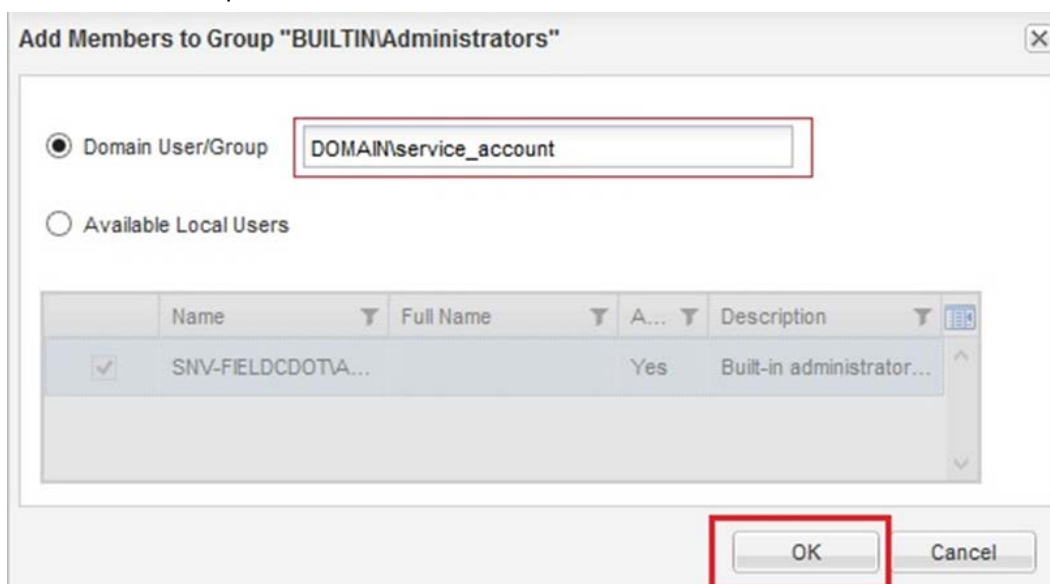 Add Members to Group "BUILTIN\Administrators"
Domain User/Group DOMAIN\service_account
Available Local Users
Name Full Name A... Description
SNV-FIELDCDOT\A... Yes Built-in administrator...
OK Cancel